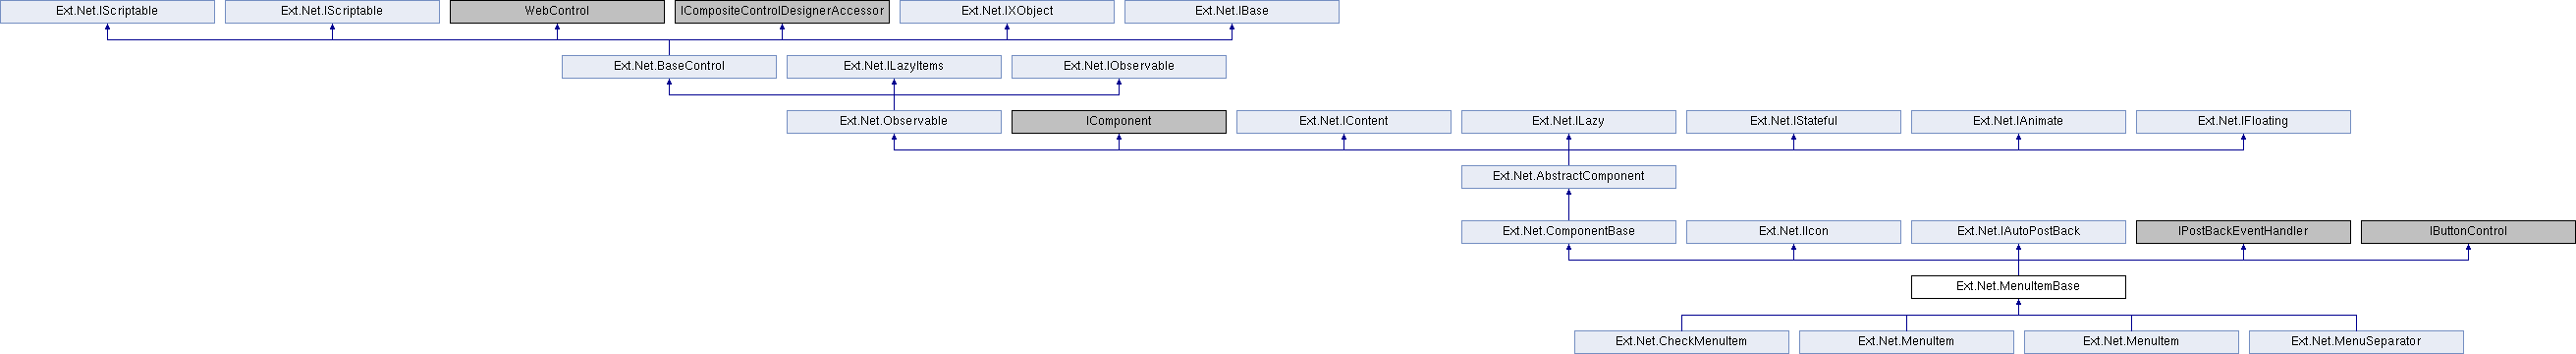 Ext.Net.IScriptable
Ext.Net.IScriptable
WebControl
ICompositeControlDesignerAccessor
Ext.Net.IXObject
Ext.Net.IBase
Ext.Net.BaseControl
Ext.Net.ILazyItems
Ext.Net.IObservable
Ext.Net.Observable
IComponent
Ext.Net.IContent
Ext.Net.ILazy
Ext.Net.IStateful
Ext.Net.IAnimate
Ext.Net.IFloating
Ext.Net.AbstractComponent
Ext.Net.ComponentBase
Ext.Net.IIcon
Ext.Net.IAutoPostBack
IPostBackEventHandler
IButtonControl
Ext.Net.MenuItemBase
Ext.Net.CheckMenuItem
Ext.Net.MenuItem
Ext.Net.MenuItem
Ext.Net.MenuSeparator